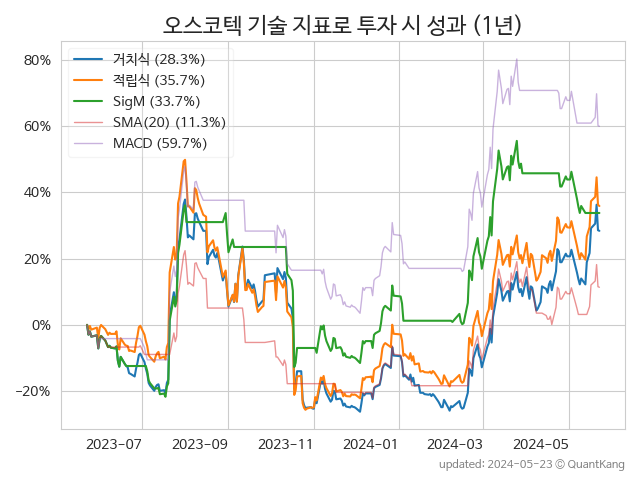 오스코텍 기술 지표로 투자 시 성과 (1년)
80%
60%
40%
20%
0%
−20%
거치식 (28.3%)
적립식 (35.7%)
SigM (33.7%)
SMA(20) (11.3%)
MACD (59.7%)
2023-07
2023-09
2023-11
2024-01
2024-03
2024-05
updated: 2024-05-23 © QuantKang